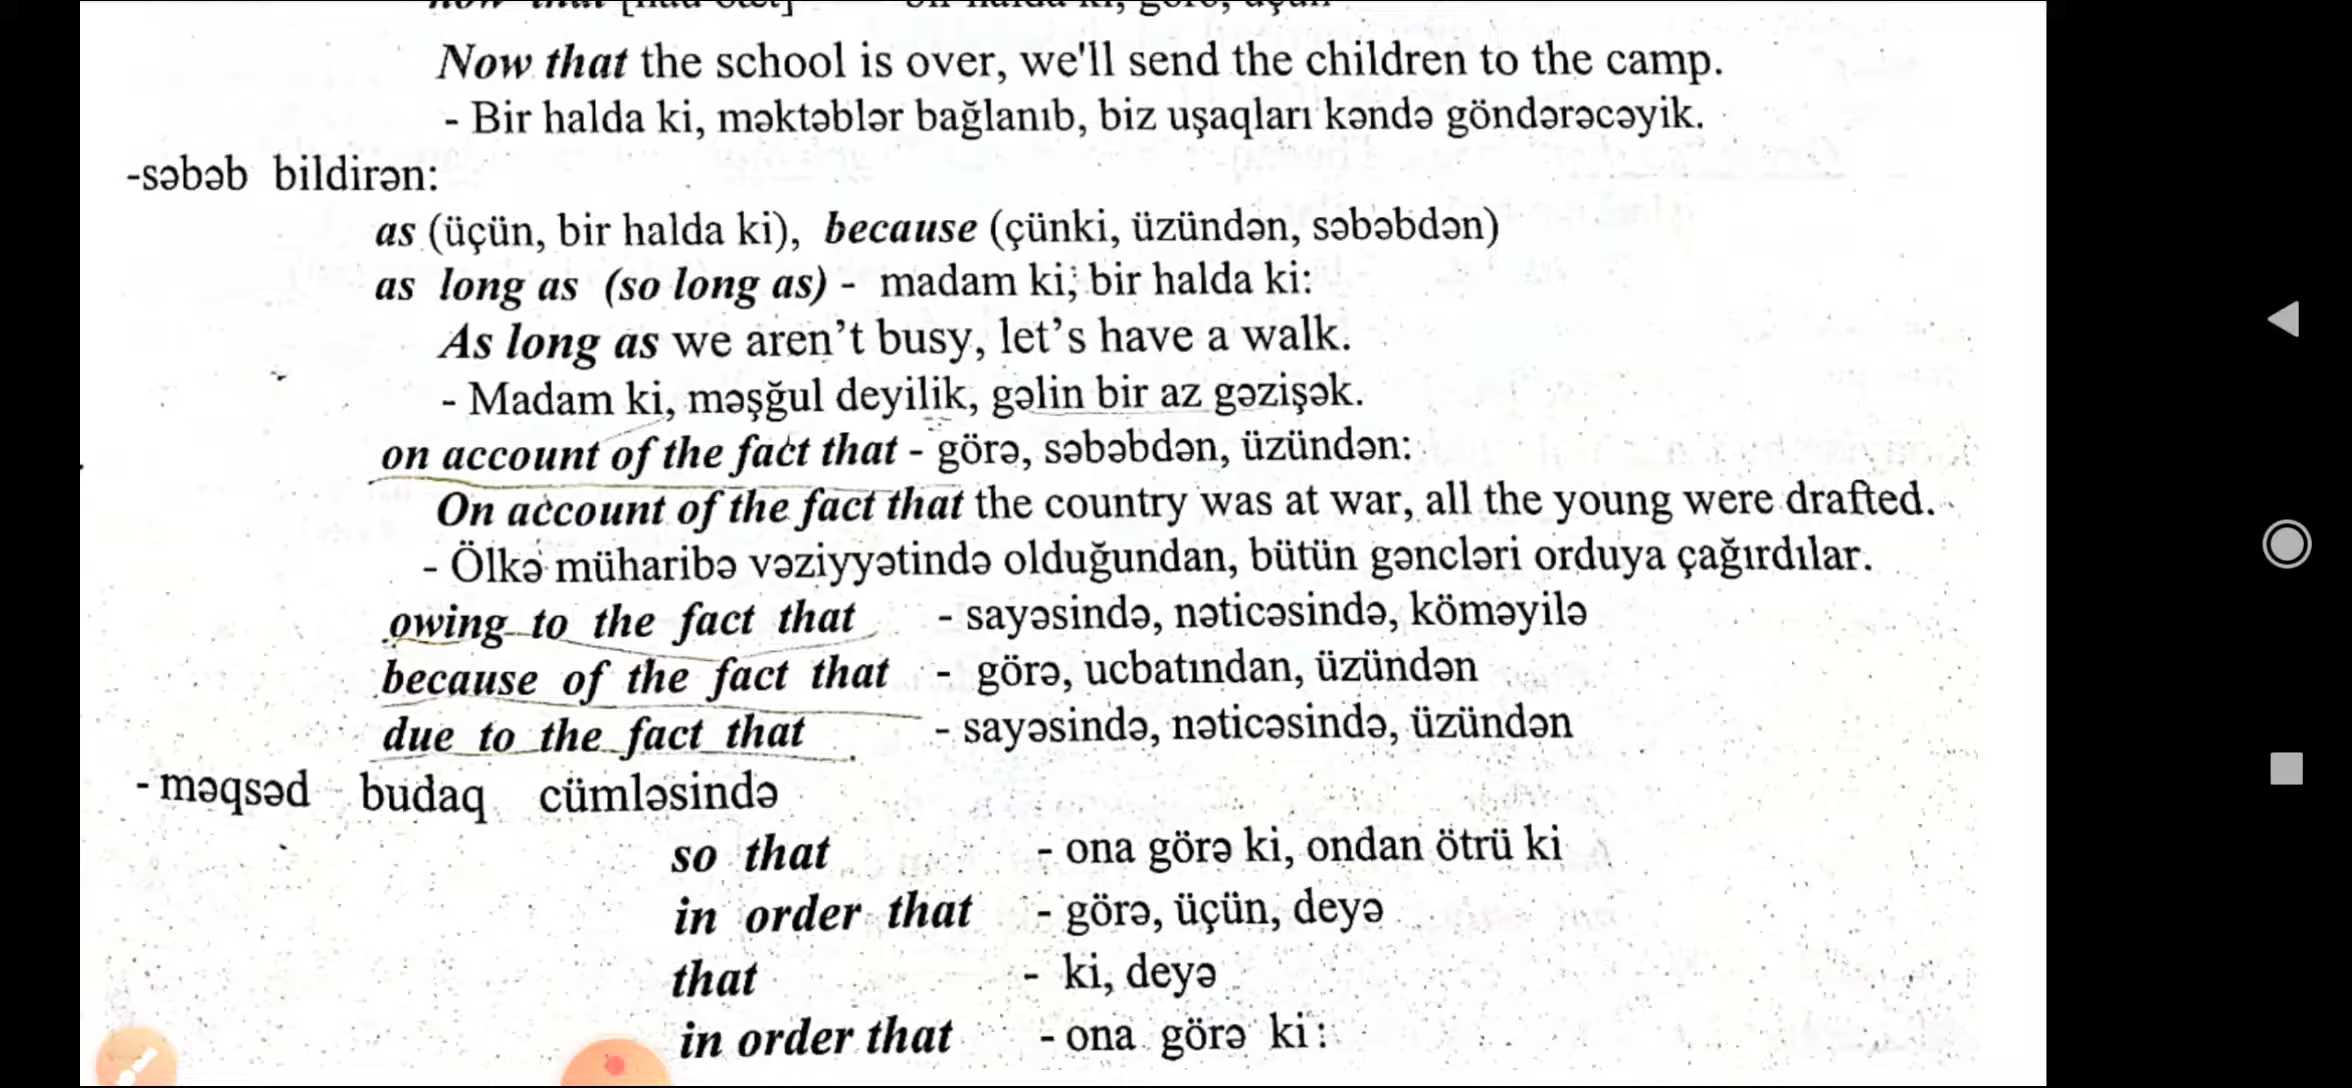 Now that the school is over, we'll send the children to the camp.
- Bir halda ki, məktəblər bağlanıb, biz uşaqları kəndə göndərəcəyik.
-səbəb bildirən:
as (üçün, bir halda ki), because (çünki, üzündən, səbəbdən)
as long as (so long as) - madam ki, bir halda ki:
As long as we aren't busy, let's have a walk.
- Madam ki, məşğul deyilik, gəlin bir az gəzişək.
on account of the fact that - görə, səbəbdən, üzündən:
On account of the fact that the country was at war, all the young were drafted.
- Ölkə müharibə vəziyyətində olduğundan, bütün gəncləri orduya çağırdılar.
owing to the fact that - sayəsində, nəticəsində, köməyilə
because of the fact that - görə, ucbatından, üzündən
due to the fact that - sayəsində, nəticəsində, üzündən
- məqsəd budaq cümləsində
so that - ona görə ki, ondan ötrü ki
in order that - görə, üçün, deyə
that - ki, deyə
in order that - ona görə ki: